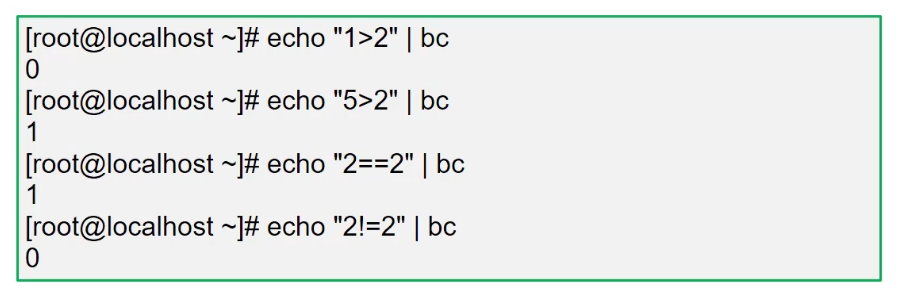 [root@localhost ~]# echo "1>2" | bc
0
[root@localhost ~]# echo "5>2" | bc
1
[root@localhost ~]# echo "2==2" | bc
1
[root@localhost ~]# echo "2!=2" | bc
0